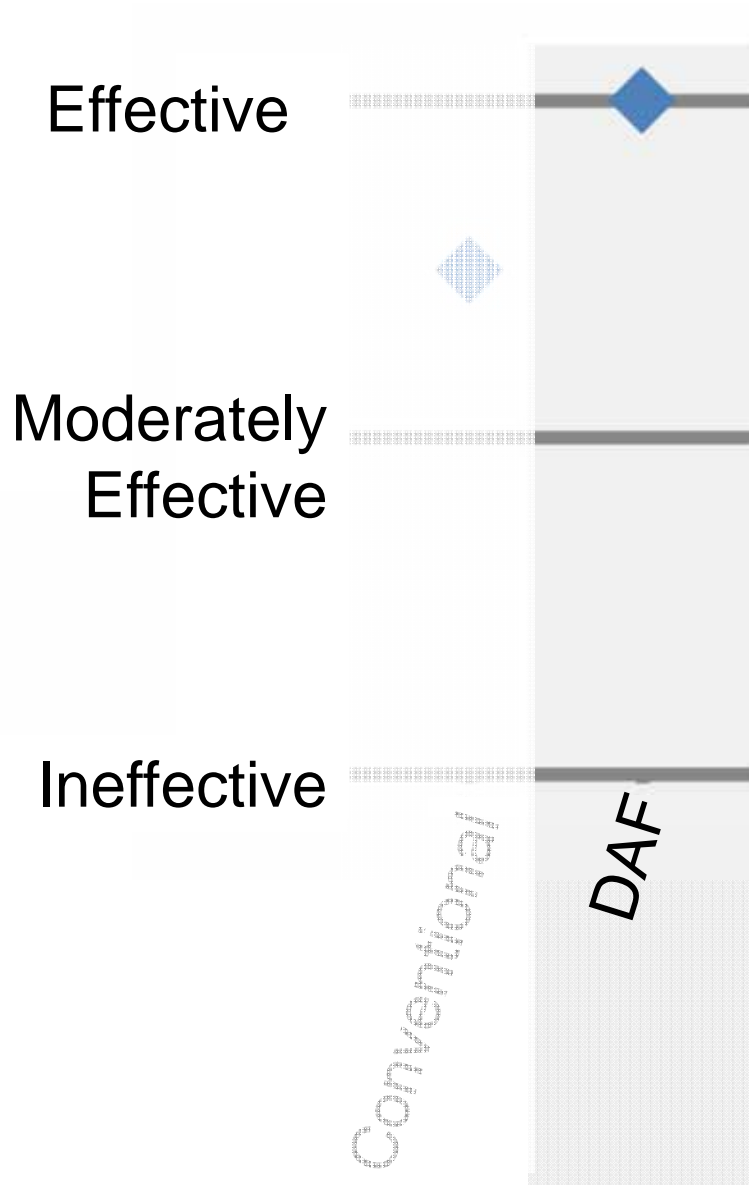 Effective
Moderately
Effective
Ineffective
Conventional
DAF